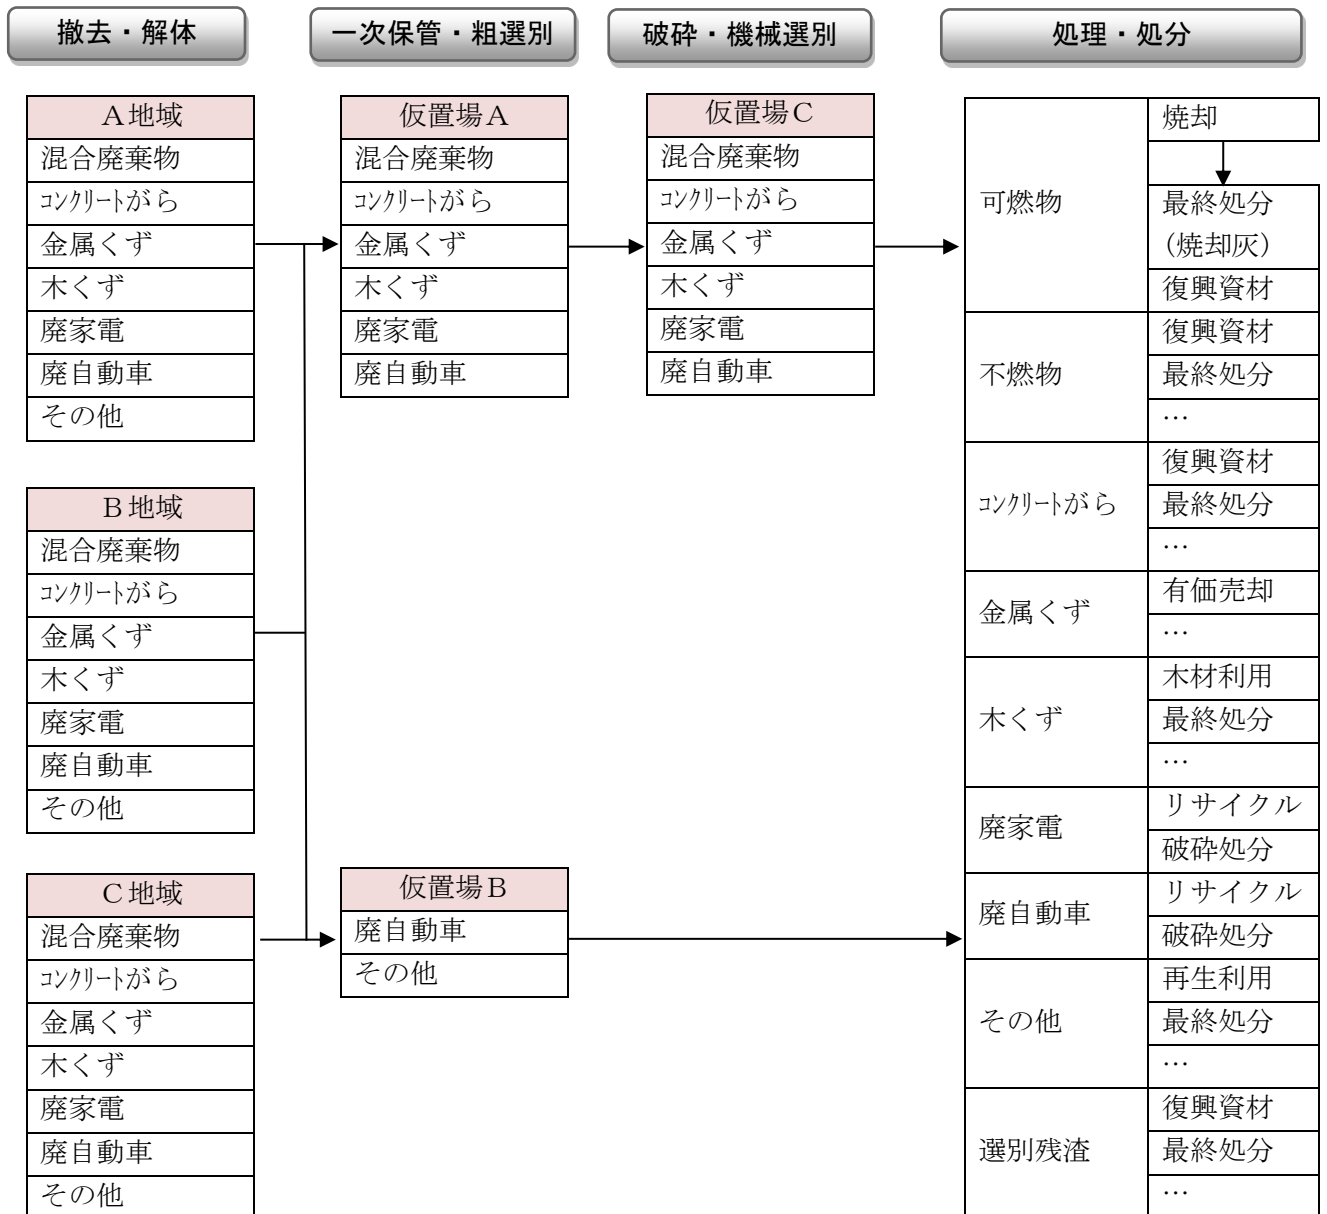 撤去・解体
一次保管・粗選別
破砕・機械選別
処理・処分
A地域
混合廃棄物
コンクリートがら
金属くず
木くず
廃家電
廃自動車
その他
B地域
混合廃棄物
コンクリートがら
金属くず
木くず
廃家電
廃自動車
その他
C地域
混合廃棄物
コンクリートがら
金属くず
木くず
廃家電
廃自動車
その他
仮置場A
混合廃棄物
コンクリートがら
金属くず
木くず
廃家電
廃自動車
仮置場B
廃自動車
その他
仮置場C
混合廃棄物
コンクリートがら
金属くず
木くず
廃家電
廃自動車
可燃物
焼却
最終処分
(焼却灰)
復興資材
不燃物
復興資材
最終処分
…
コンクリートがら
復興資材
最終処分
…
金属くず
有価売却
…
木くず
木材利用
最終処分
…
廃家電
リサイクル
破砕処分
廃自動車
リサイクル
破砕処分
その他
再生利用
最終処分
…
選別残渣
復興資材
最終処分
…